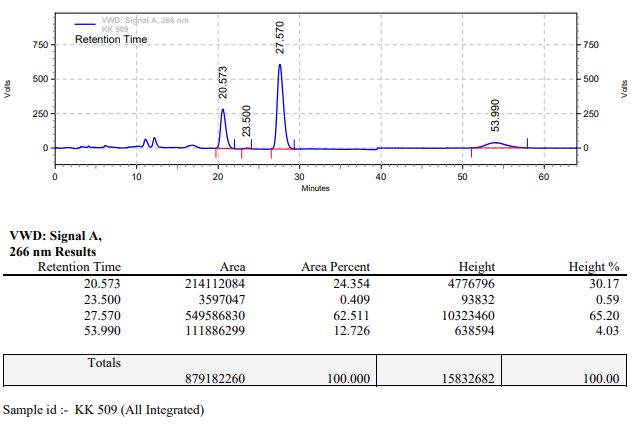 VWD: Signal A, 266 nm
KK 509
Retention Time
20.573
23.500
27.570
53.990
750
500
250
0
Volts
750
500
250
0
Volts
0 10 20 30 40 50 60
Minutes
VWD: Signal A,
266 nm Results
Retention Time Area Area Percent Height Height %
20.573 214112084 24.354 4776796 30.17
23.500 3597047 0.409 93832 0.59
27.570 549586830 62.511 10323460 65.20
53.990 111886299 12.726 638594 4.03
Totals
879182260 100.000 15832682 100.00
Sample id :- KK 509 (All Integrated)